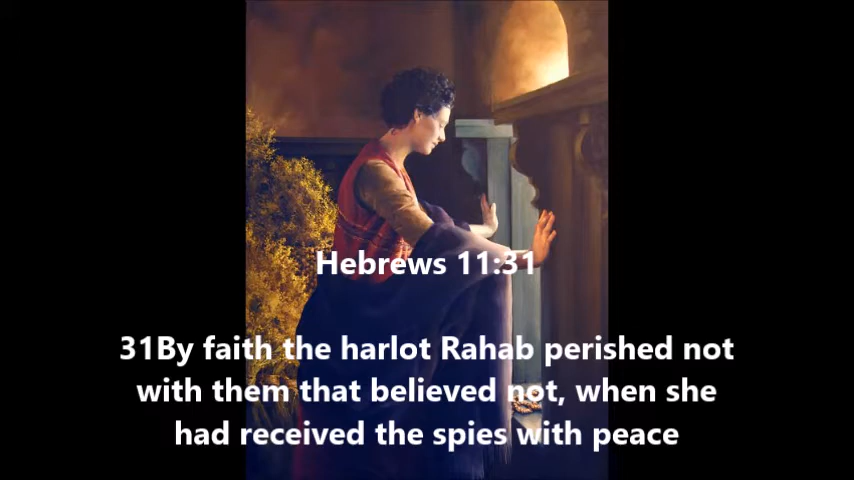 Hebrews 11:31
31By faith the harlot Rahab perished not
with them that believed not, when she
had received the spies with peace